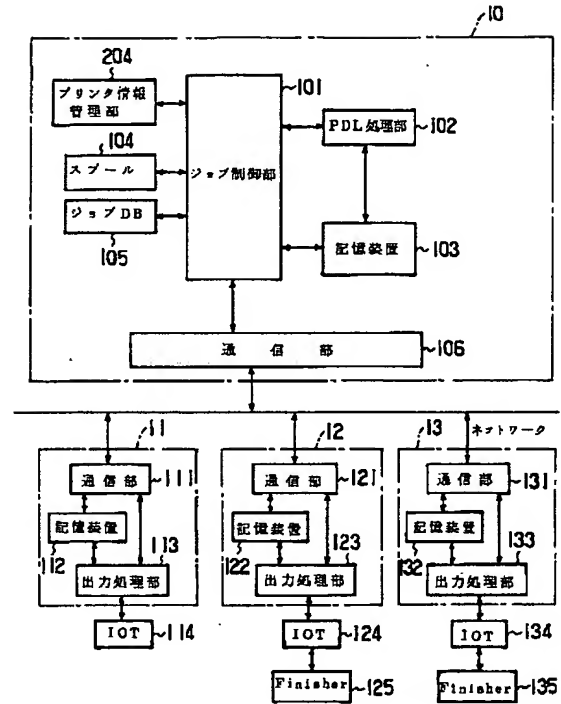 10
204
プリンタ情報
管理部
101
PDL処理部
102
104
スプール
ジョブ制御部
ジョブDB
105
記憶装置
103
通信部
106
ネットワーク
11
通信部
111
記憶装置
112
113
出力処理部
IOT
114
12
通信部
121
記憶装置
122
123
出力処理部
IOT
124
Finisher
125
13
通信部
131
記憶装置
132
133
出力処理部
IOT
134
Finisher
135